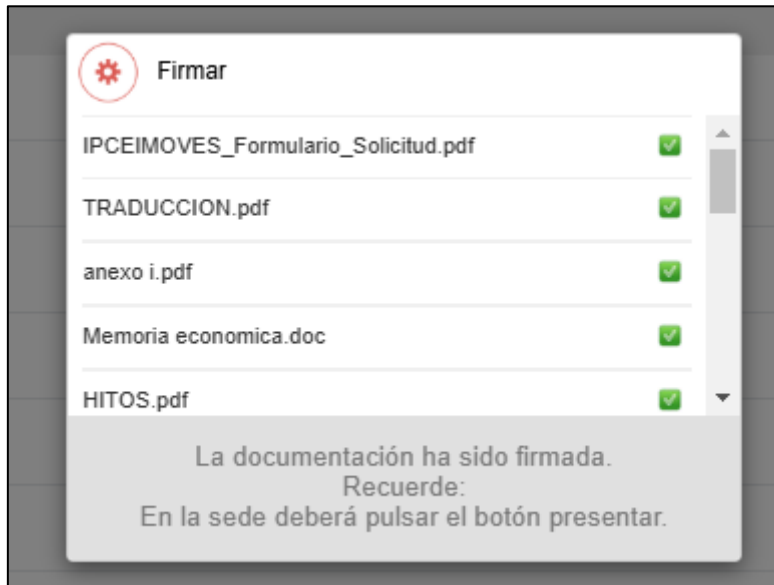 Firmar
IPCEIMOVES_Formulario_Solicitud.pdf
TRADUCCION.pdf
anexo i.pdf
Memoria economica.doc
HITOS.pdf
La documentación ha sido firmada.
Recuerde:
En la sede deberá pulsar el botón presentar.